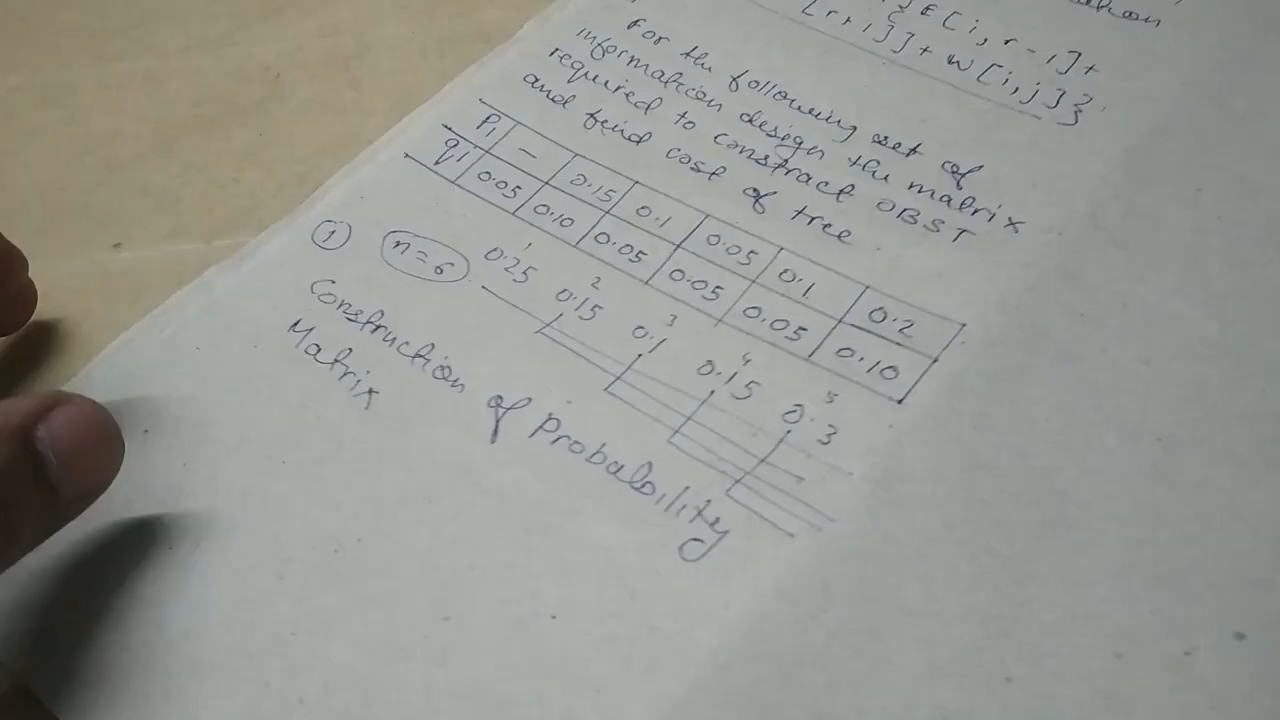 { E[i, r-1]+
[r+1]] + w[i,j]}
For the following set of
information design the matrix
required to constract OBST
and find cost of tree.
Pi - 0.15 0.1 0.05 0.1 0.2
qi 0.05 0.10 0.05 0.05 0.05 0.10
1 2 3 4 5
① n=6 0.25 0.15 0.1 0.15 0.3
Construction of Probability
Matrix